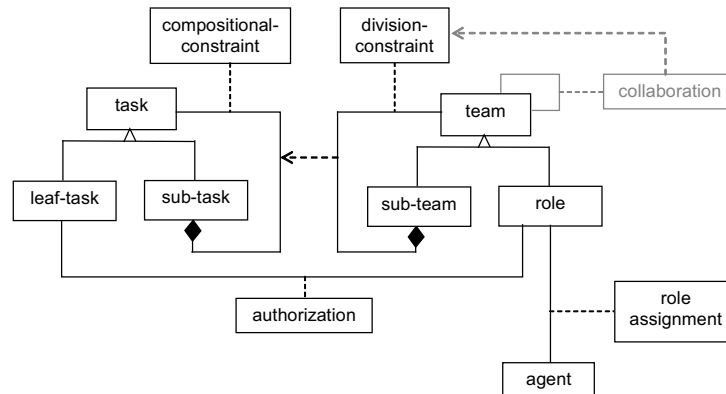 compositional-
constraint
division-
constraint
collaboration
task
team
leaf-task
sub-task
sub-team
role
authorization
role
assignment
agent